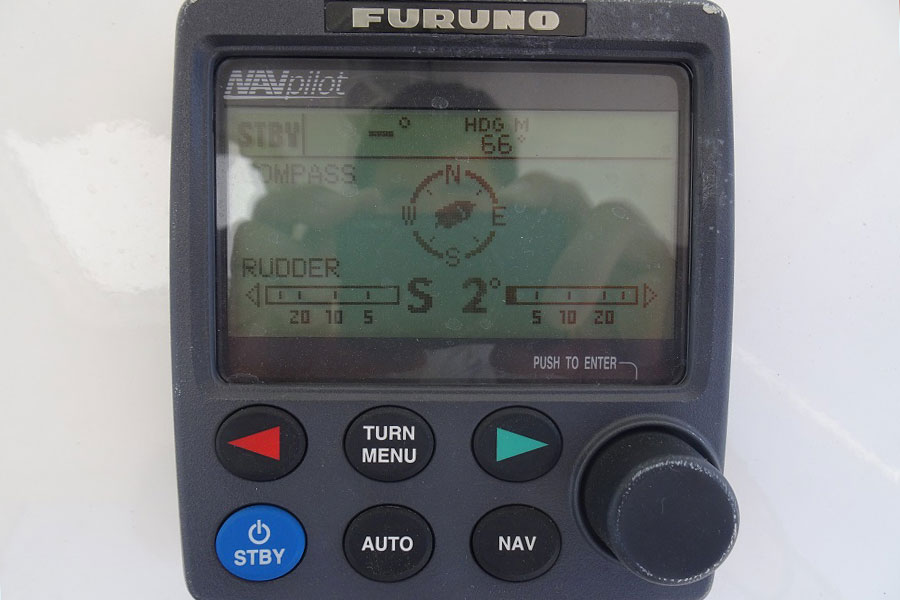 FURUNO
NAVpilot
STBY –° HDG M
66°
COMPASS
N
W E
S
RUDDER
S 2°
20 10 5 5 10 20
PUSH TO ENTER
TURN
MENU
STBY AUTO NAV